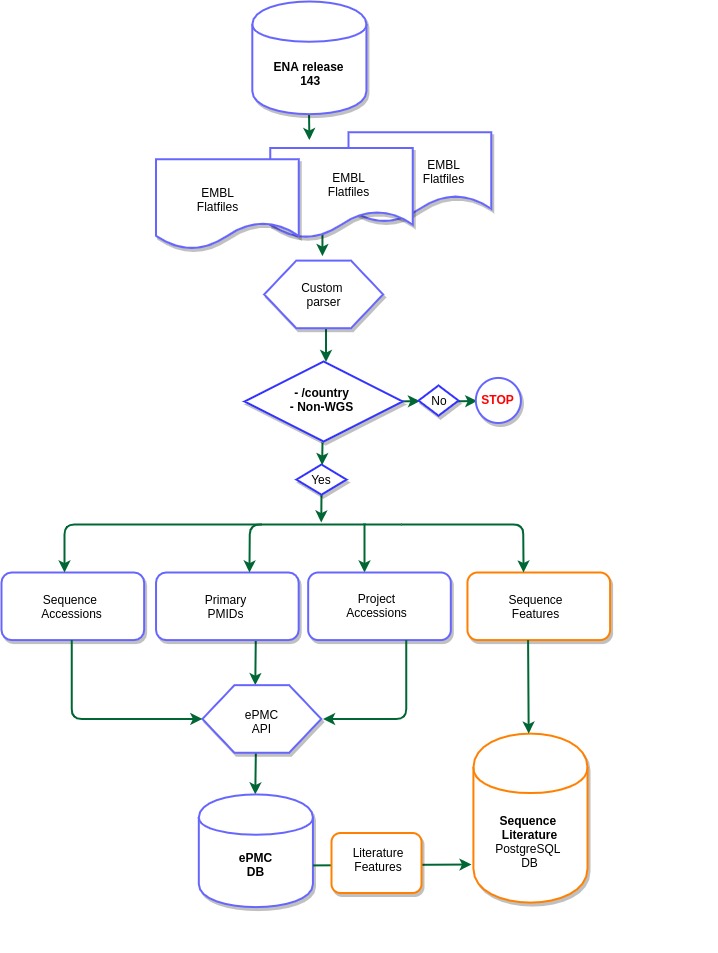 ENA release
143
EMBL
Flatfiles
EMBL
Flatfiles
EMBL
Flatfiles
Custom
parser
- /country
- Non-WGS
No
STOP
Yes
Sequence
Accessions
Primary
PMIDs
Project
Accessions
Sequence
Features
ePMC
API
Sequence
Literature
PostgreSQL
DB
ePMC
DB
Literature
Features